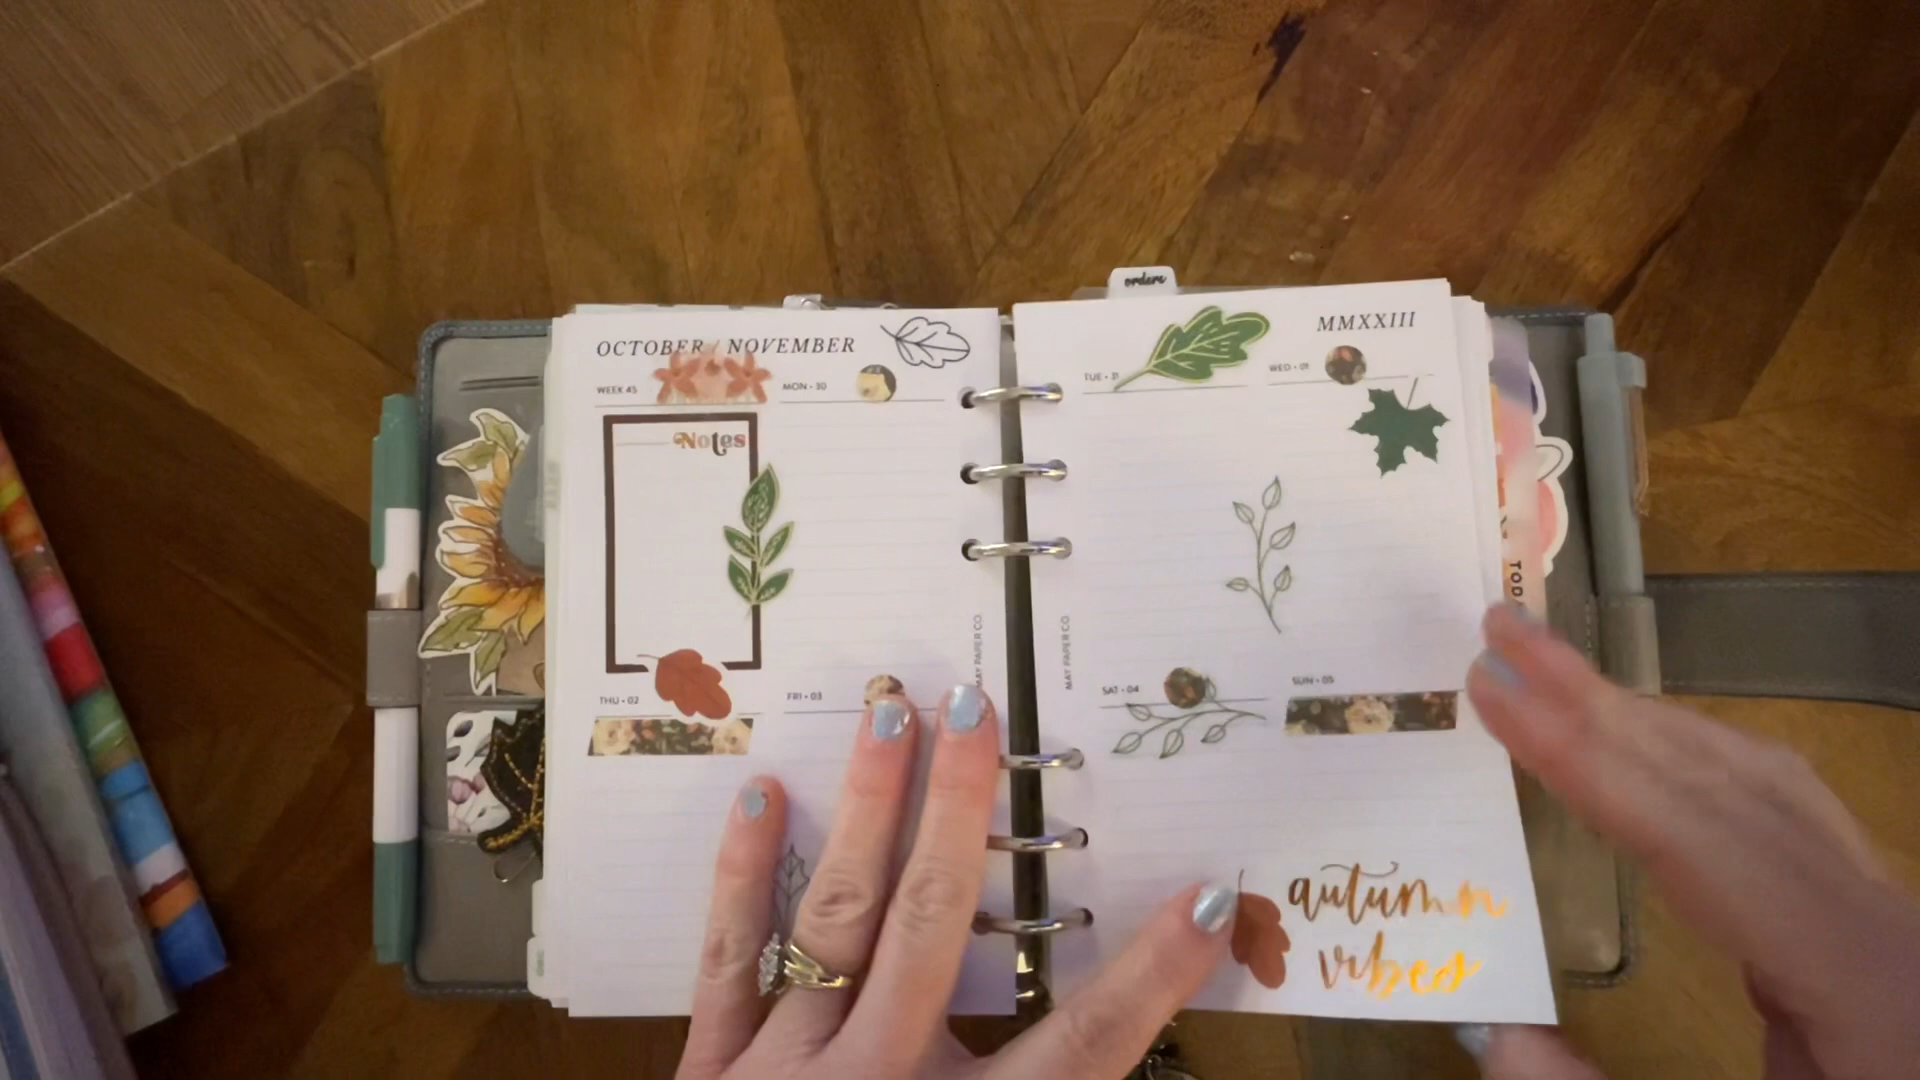 orders
OCTOBER / NOVEMBER
MMXXIII
WEEK 45
MON • 30
TUE • 31
WED • 01
Notes
MAY PAPER CO.
MAY PAPER CO.
THU • 02
FRI • 03
SAT • 04
SUN • 05
autumn
vibes